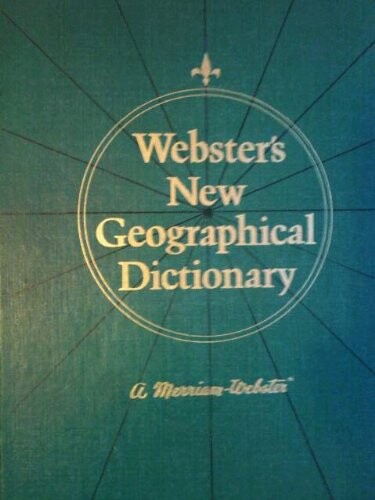 Webster's
New
Geographical
Dictionary
A Merriam-Webster®